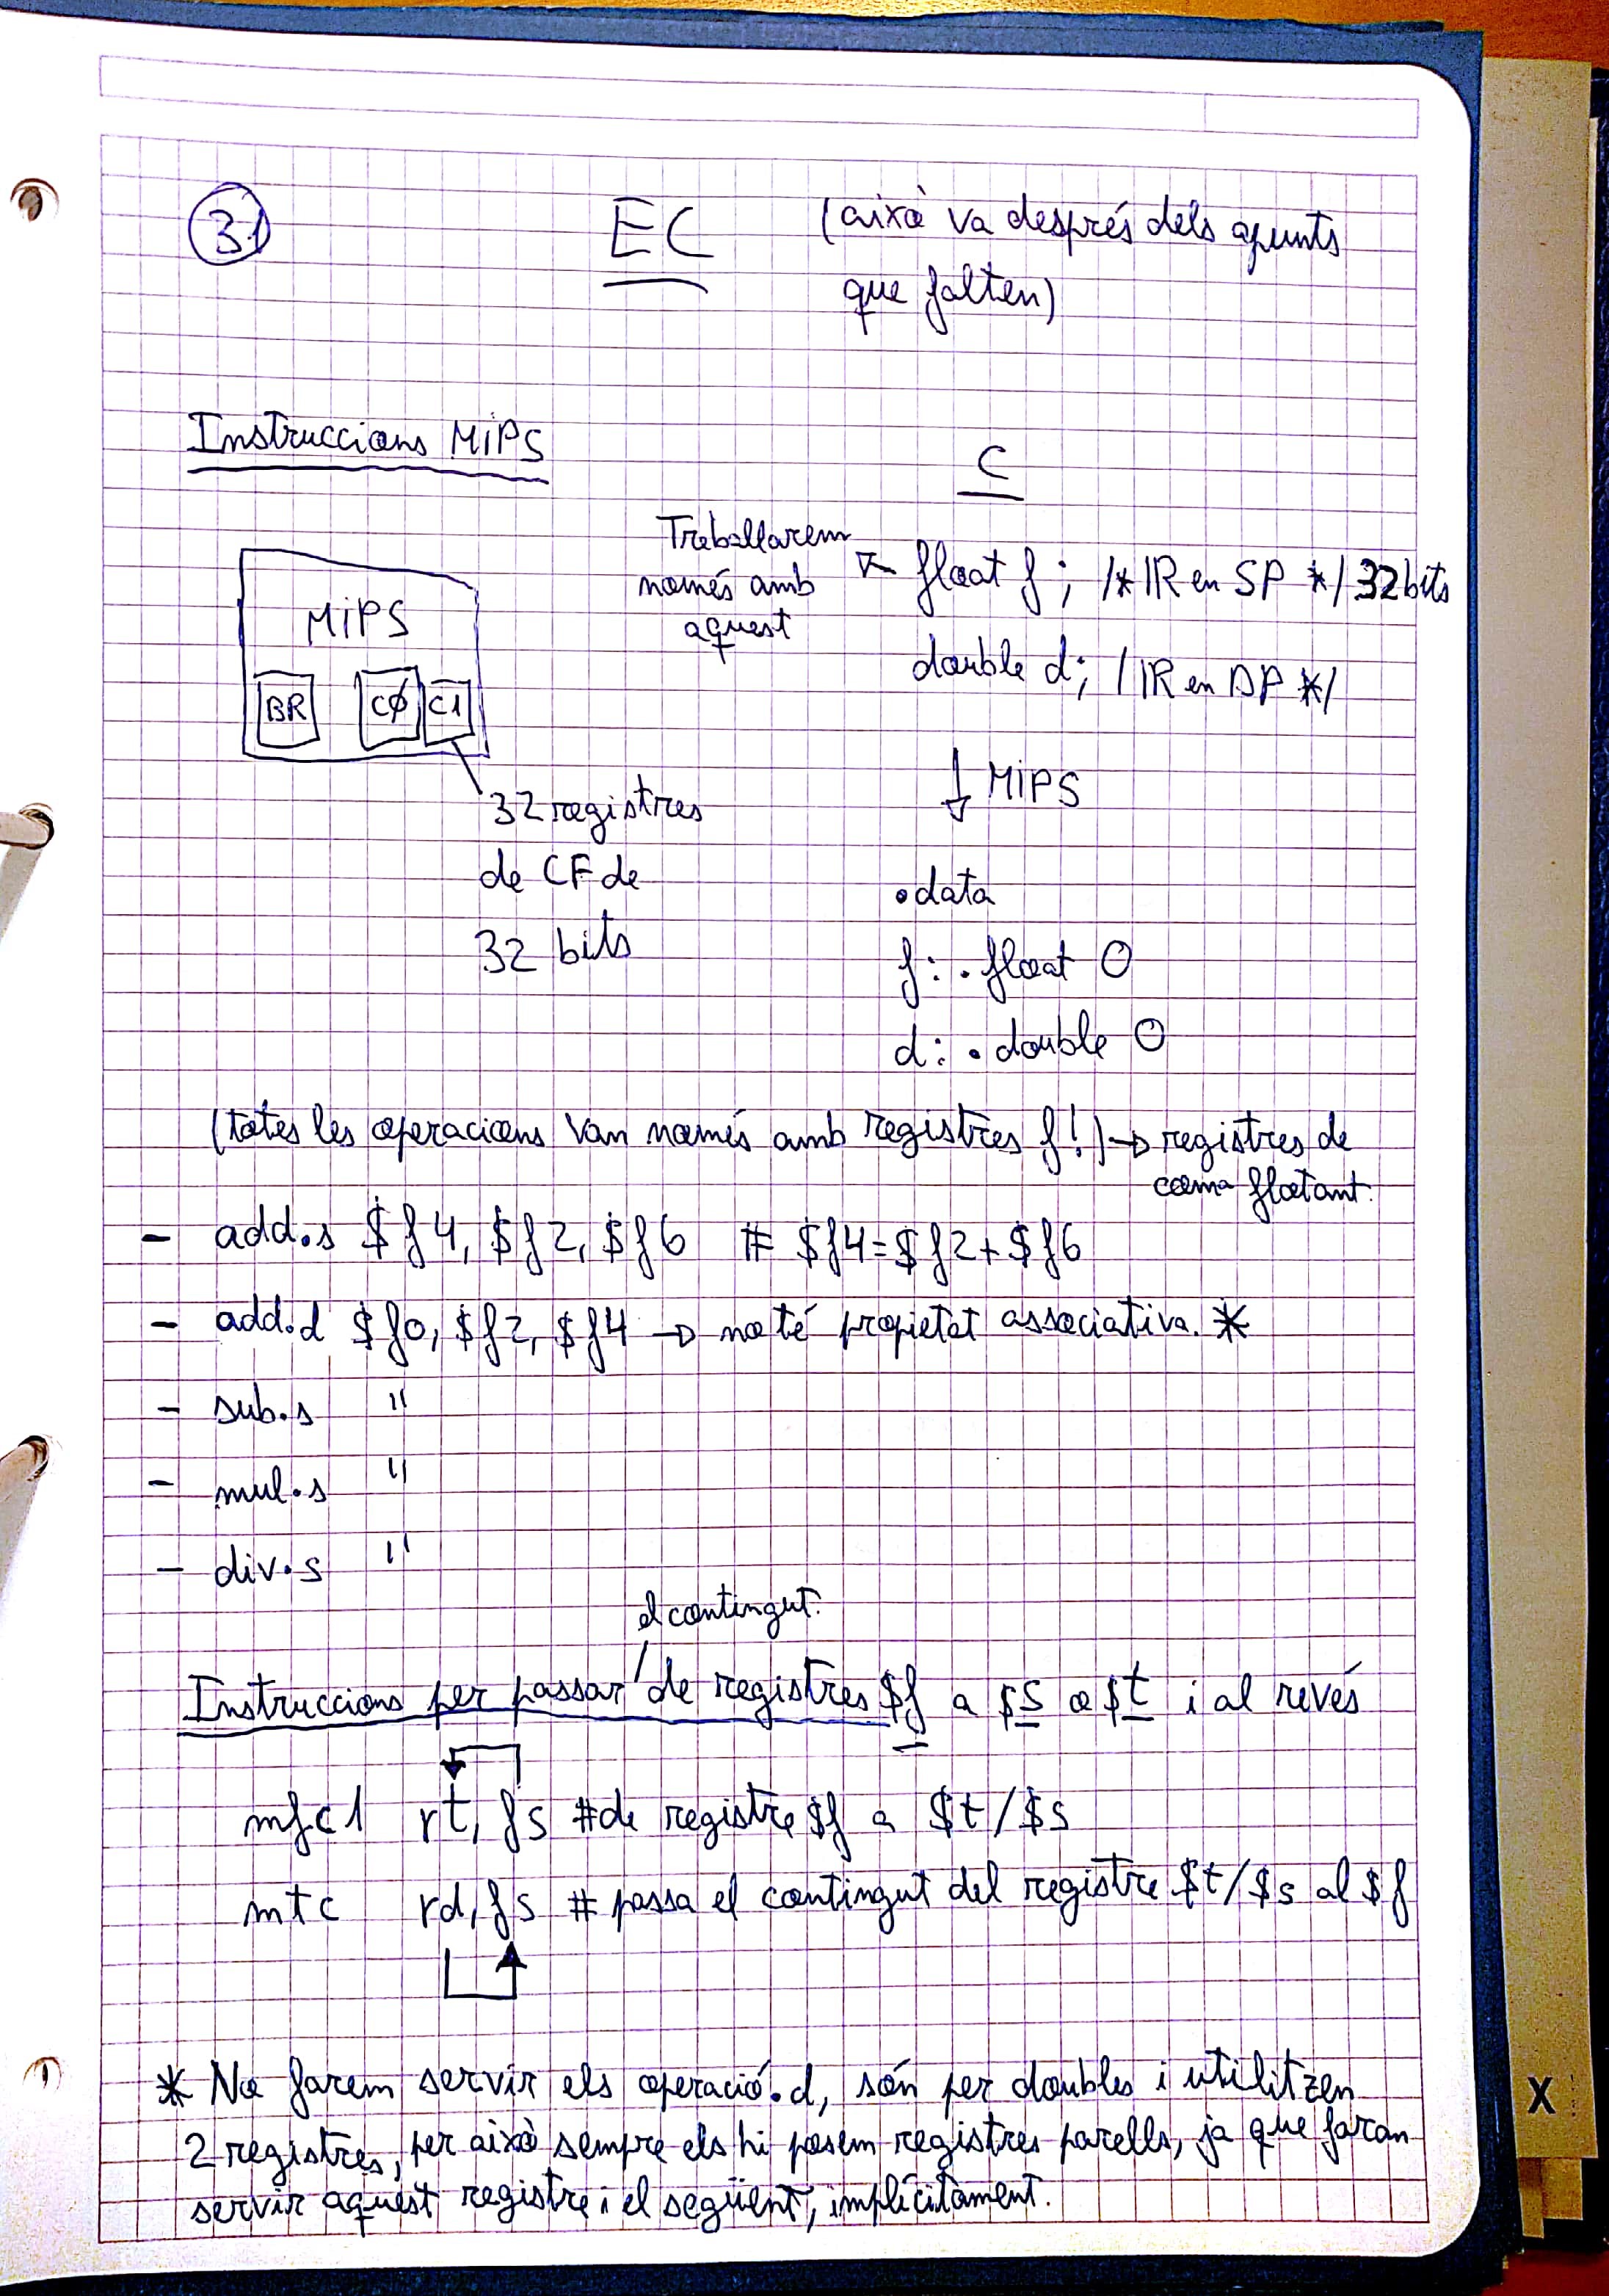 31
EC
(això va després dels apunts
que falten)
Instruccions MIPS
MIPS
BR CØ C1
32 registres
de CF de
32 bits
C
Treballarem
només amb
aquest
float f; /* IR en SP */ 32 bits
double d; / IR en DP */
↓ MIPS
.data
f: .float 0
d: .double 0
(totes les operacions van només amb registres f!) → registres de
coma flotant.
- add.s $f4, $f2, $f6 # $f4=$f2+$f6
- add.d $f0, $f2, $f4 → no té propietat associativa. *
- sub.s "
- mul.s "
- div.s "
el contingut.
Instruccions per passar / de registres $f a $s o $t i al revés
mfc1 rt, fs # de registre $f a $t/$s
mtc rd, fs # passa el contingut del registre $t/$s al $f
* No farem servir els operació.d, són per doubles i utilitzen
2 registres, per això sempre els hi posem registres parells, ja que faran
servir aquest registre i el següent, implícitament.
X